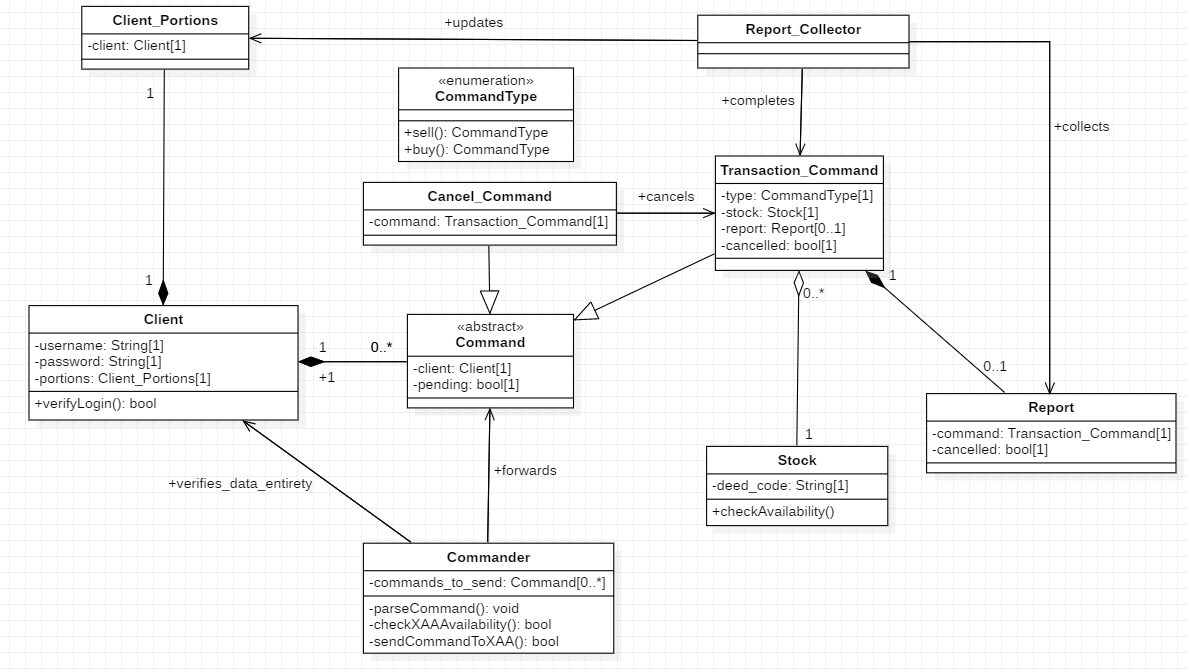 Client_Portions
-client: Client[1]
+updates
Report_Collector
1
«enumeration»
CommandType
+sell(): CommandType
+buy(): CommandType
+completes
+collects
Cancel_Command
-command: Transaction_Command[1]
+cancels
Transaction_Command
-type: CommandType[1]
-stock: Stock[1]
-report: Report[0..1]
-cancelled: bool[1]
1
0..*
1
Client
-username: String[1]
-password: String[1]
-portions: Client_Portions[1]
+verifyLogin(): bool
1
0..*
+1
«abstract»
Command
-client: Client[1]
-pending: bool[1]
0..1
Report
-command: Transaction_Command[1]
-cancelled: bool[1]
1
Stock
-deed_code: String[1]
+checkAvailability()
+forwards
+verifies_data_entirety
Commander
-commands_to_send: Command[0..*]
-parseCommand(): void
-checkXAAAvailability(): bool
-sendCommandToXAA(): bool